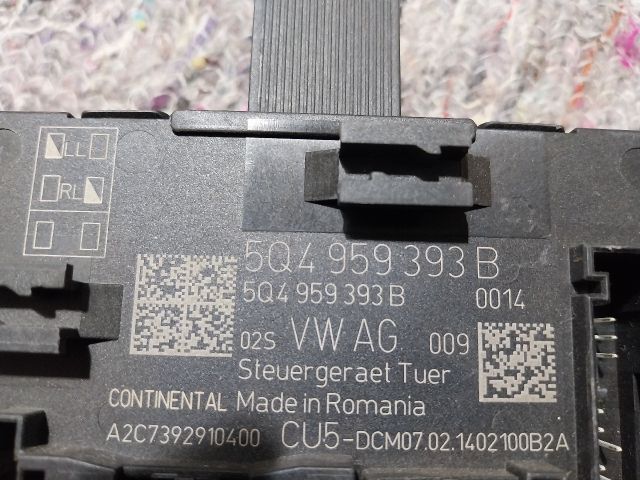 LL
RL
5Q4 959 393 B
5Q4 959 393 B 0014
02S VW AG 009
Steuergeraet Tuer
CONTINENTAL Made in Romania
A2C7392910400 CU5-DCM07.02.1402100B2A